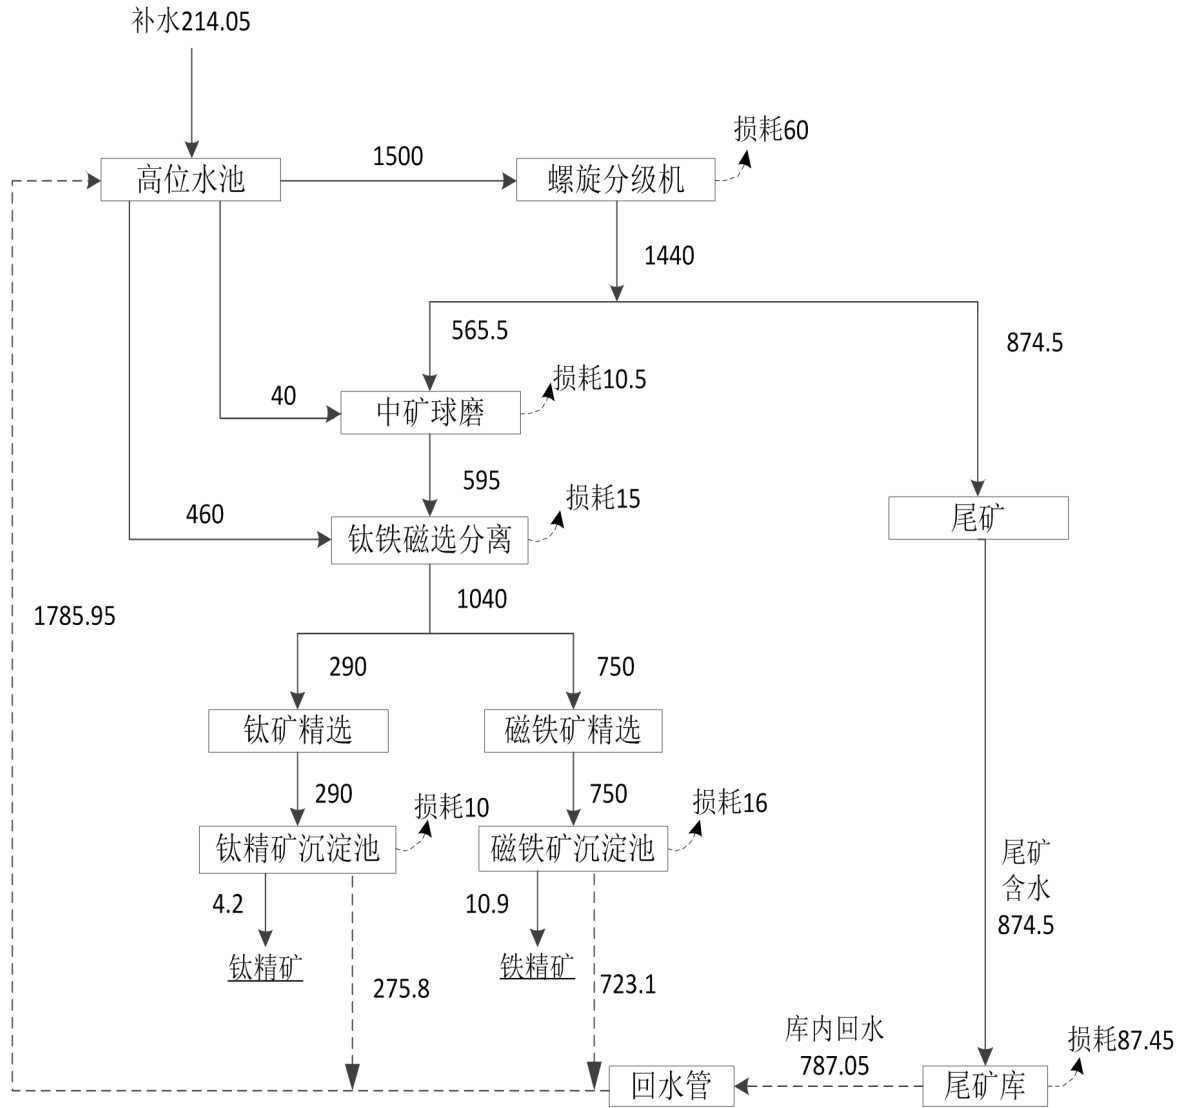 补水214.05
损耗60
1500
高位水池
螺旋分级机
1440
565.5
874.5
损耗10.5
40
中矿球磨
595
损耗15
460
尾矿
钛铁磁选分离
1040
1785.95
290
750
钛矿精选
磁铁矿精选
290
750
损耗10
损耗16
钛精矿沉淀池
磁铁矿沉淀池
尾矿
含水
874.5
4.2
10.9
钛精矿
铁精矿
275.8
723.1
库内回水
787.05
损耗87.45
回水管
尾矿库